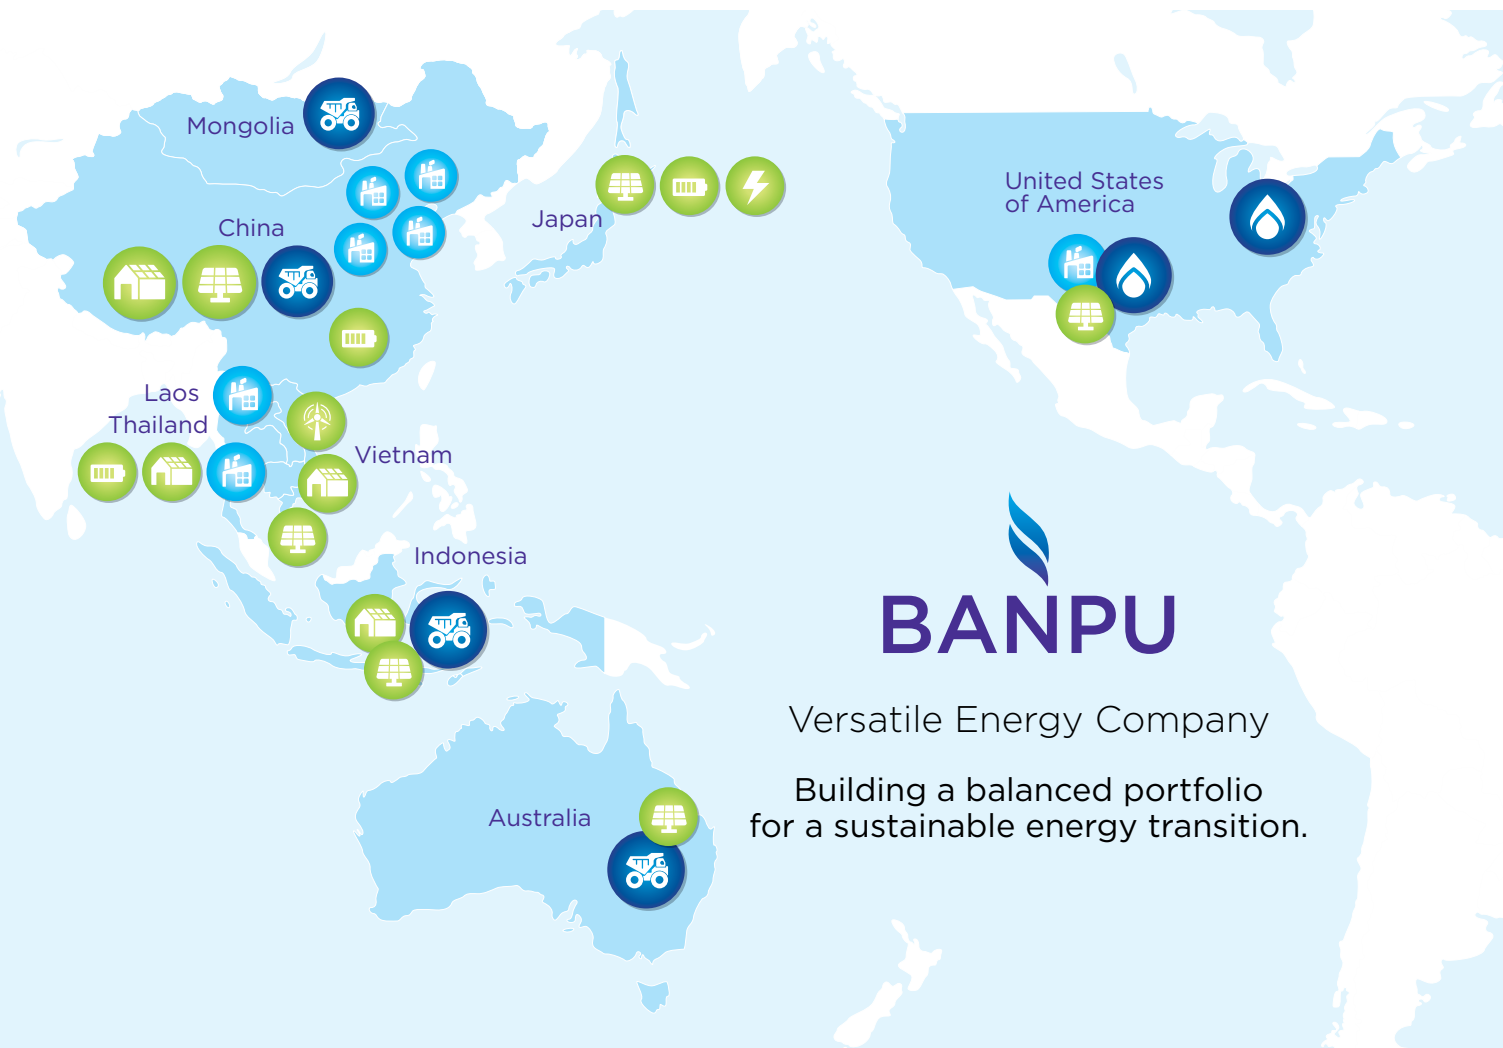 Mongolia
China
Japan
United States
of America
Laos
Thailand
Vietnam
Indonesia
Australia
BANPU
Versatile Energy Company
Building a balanced portfolio
for a sustainable energy transition.